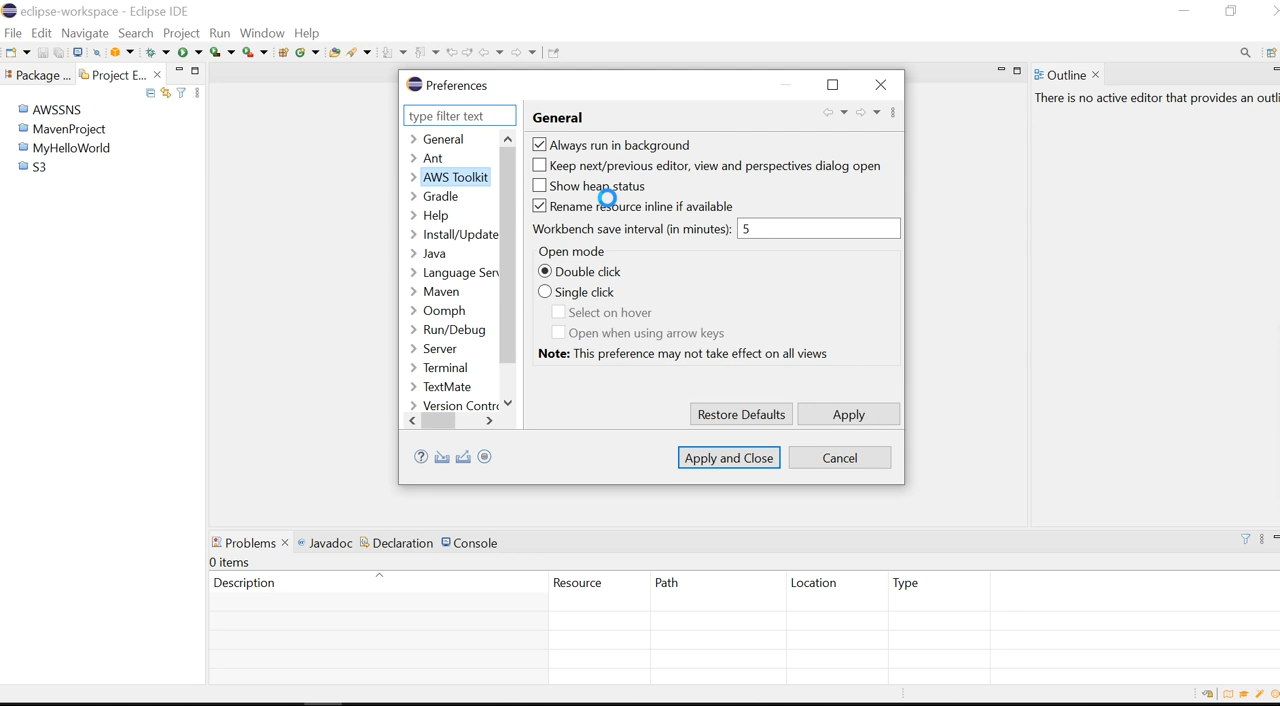 eclipse-workspace - Eclipse IDE
File Edit Navigate Search Project Run Window Help
Package ... Project E...
AWSSNS
MavenProject
MyHelloWorld
S3
Preferences
type filter text
General
Ant
AWS Toolkit
Gradle
Help
Install/Update
Java
Language Serv
Maven
Oomph
Run/Debug
Server
Terminal
TextMate
Version Contro
General
Always run in background
Keep next/previous editor, view and perspectives dialog open
Show heap status
Rename resource inline if available
Workbench save interval (in minutes): 5
Open mode
Double click
Single click
Select on hover
Open when using arrow keys
Note: This preference may not take effect on all views
Restore Defaults Apply
Apply and Close Cancel
Outline
There is no active editor that provides an outli
Problems Javadoc Declaration Console
0 items
Description Resource Path Location Type